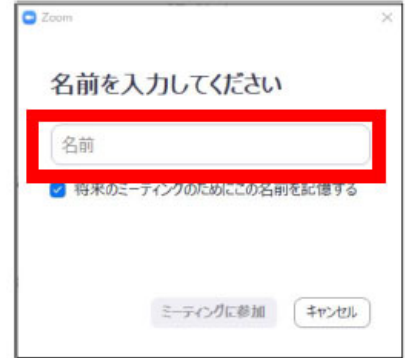 Zoom
名前を入力してください
名前
将来のミーティングのためにこの名前を記憶する
ミーティングに参加
キャンセル